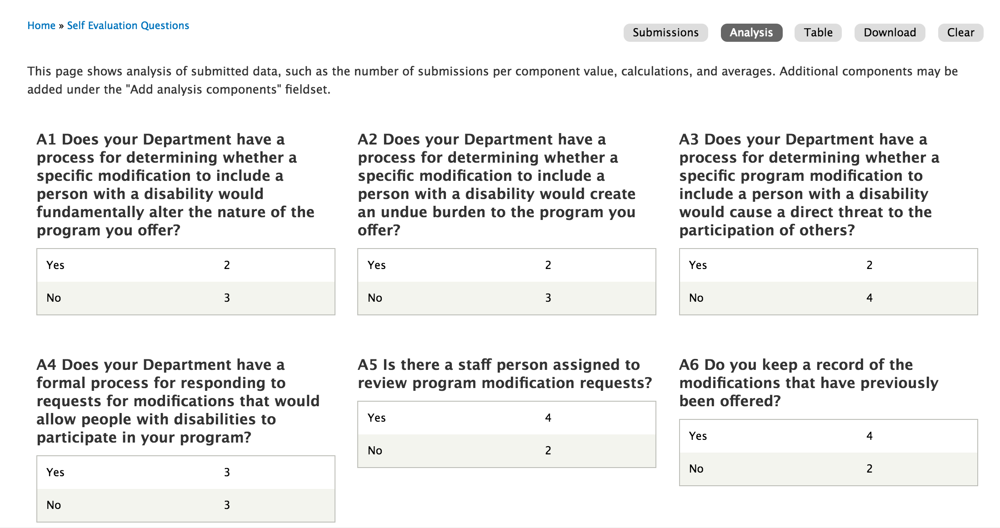 Home » Self Evaluation Questions
Submissions Analysis Table Download Clear
This page shows analysis of submitted data, such as the number of submissions per component value, calculations, and averages. Additional components may be
added under the "Add analysis components" fieldset.
A1 Does your Department have a
process for determining whether a
specific modification to include a
person with a disability would
fundamentally alter the nature of the
program you offer?
Yes 2
No 3
A2 Does your Department have a
process for determining whether a
specific modification to include a
person with a disability would create
an undue burden to the program you
offer?
Yes 2
No 3
A3 Does your Department have a
process for determining whether a
specific program modification to
include a person with a disability
would cause a direct threat to the
participation of others?
Yes 2
No 4
A4 Does your Department have a
formal process for responding to
requests for modifications that would
allow people with disabilities to
participate in your program?
Yes 3
No 3
A5 Is there a staff person assigned to
review program modification requests?
Yes 4
No 2
A6 Do you keep a record of the
modifications that have previously
been offered?
Yes 4
No 2